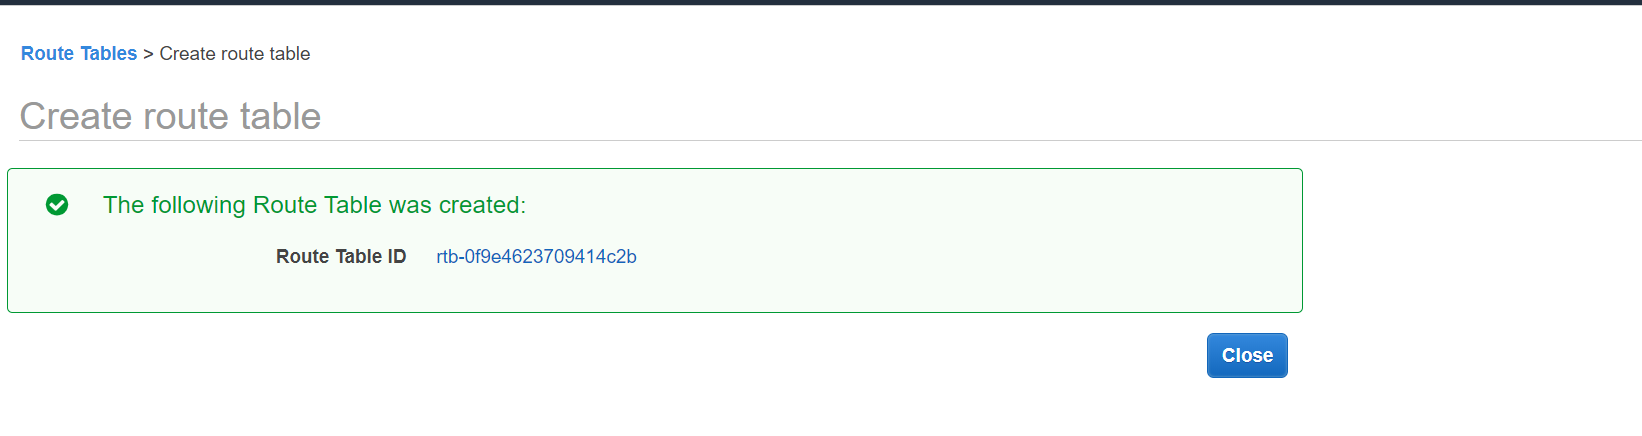 Route Tables > Create route table
Create route table
The following Route Table was created:
Route Table ID rtb-0f9e4623709414c2b
Close